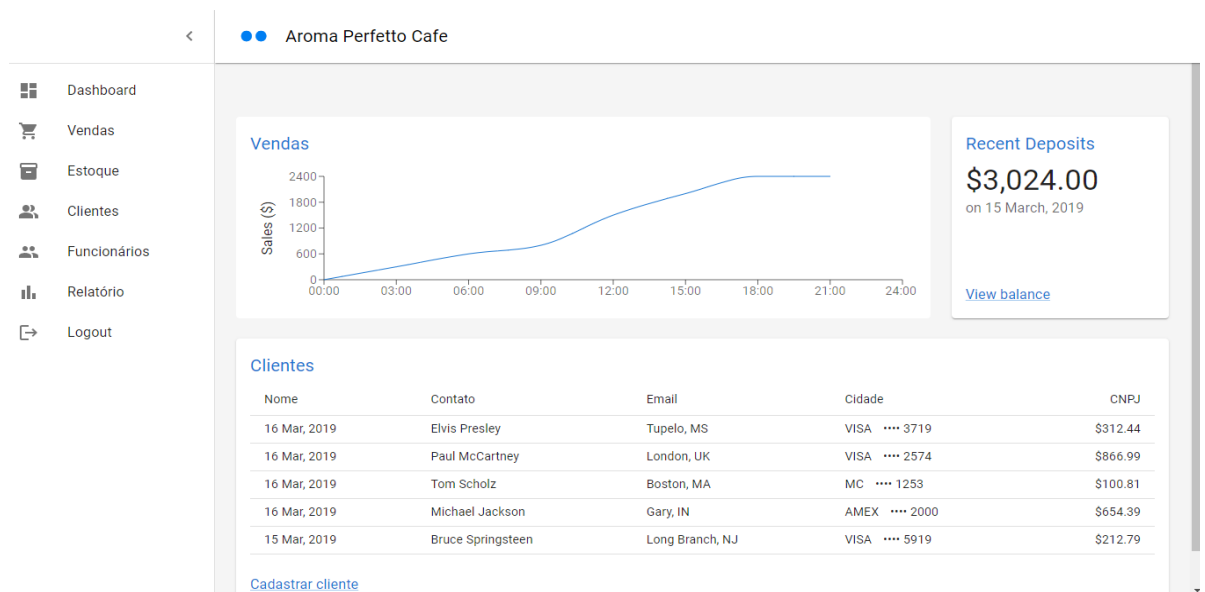 Aroma Perfetto Cafe
Dashboard
Vendas
Estoque
Clientes
Funcionários
Relatório
Logout
Vendas
Sales ($)
2400
1800
1200
600
0
00:00 03:00 06:00 09:00 12:00 15:00 18:00 21:00 24:00
Recent Deposits
$3,024.00
on 15 March, 2019
View balance
Clientes
Nome Contato Email Cidade CNPJ
16 Mar, 2019 Elvis Presley Tupelo, MS VISA •••• 3719 $312.44
16 Mar, 2019 Paul McCartney London, UK VISA •••• 2574 $866.99
16 Mar, 2019 Tom Scholz Boston, MA MC •••• 1253 $100.81
16 Mar, 2019 Michael Jackson Gary, IN AMEX •••• 2000 $654.39
15 Mar, 2019 Bruce Springsteen Long Branch, NJ VISA •••• 5919 $212.79
Cadastrar cliente